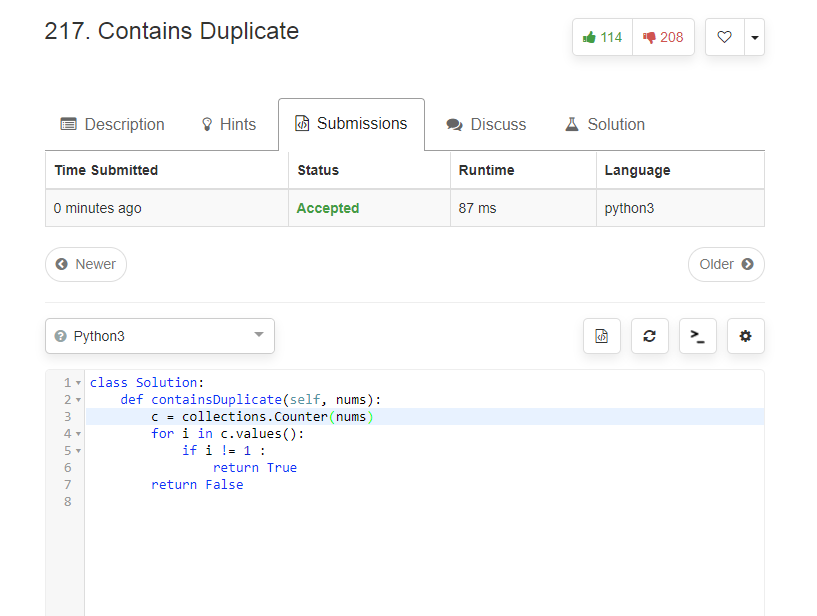 217. Contains Duplicate
114 208
Description Hints Submissions Discuss Solution
Time Submitted Status Runtime Language
0 minutes ago Accepted 87 ms python3
Newer Older
? Python3 >_
1 class Solution:
2     def containsDuplicate(self, nums):
3         c = collections.Counter(nums)
4         for i in c.values():
5             if i != 1 :
6                 return True
7         return False
8